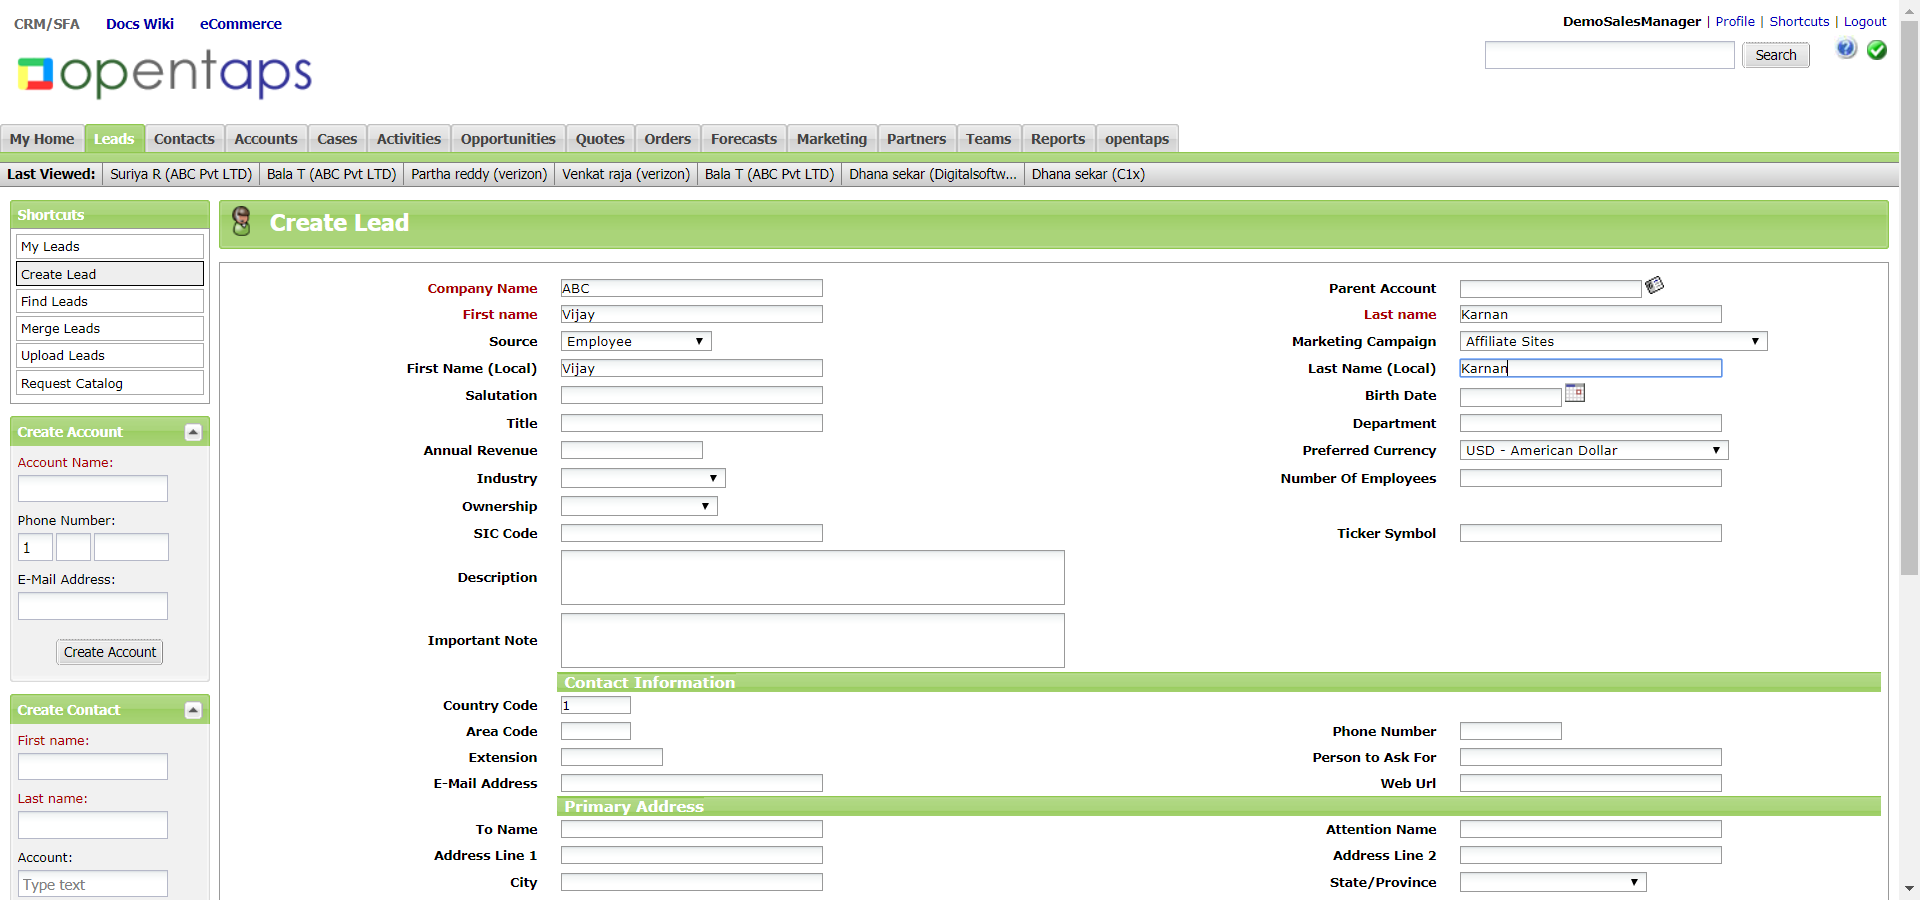 CRM/SFA Docs Wiki eCommerce
DemoSalesManager | Profile | Shortcuts | Logout
opentaps
Search
My Home Leads Contacts Accounts Cases Activities Opportunities Quotes Orders Forecasts Marketing Partners Teams Reports opentaps
Last Viewed: Suriya R (ABC Pvt LTD) Bala T (ABC Pvt LTD) Partha reddy (verizon) Venkat raja (verizon) Bala T (ABC Pvt LTD) Dhana sekar (Digitalsoftw... Dhana sekar (C1x)
Shortcuts
My Leads
Create Lead
Find Leads
Merge Leads
Upload Leads
Request Catalog
Create Account
Account Name:
Phone Number:
1
E-Mail Address:
Create Account
Create Contact
First name:
Last name:
Account:
Type text
Create Lead
Company Name ABC Parent Account
First name Vijay Last name Karnan
Source Employee Marketing Campaign Affiliate Sites
First Name (Local) Vijay Last Name (Local) Karnan
Salutation Birth Date
Title Department
Annual Revenue Preferred Currency USD - American Dollar
Industry Number Of Employees
Ownership
SIC Code Ticker Symbol
Description
Important Note
Contact Information
Country Code 1
Area Code Phone Number
Extension Person to Ask For
E-Mail Address Web Url
Primary Address
To Name Attention Name
Address Line 1 Address Line 2
City State/Province